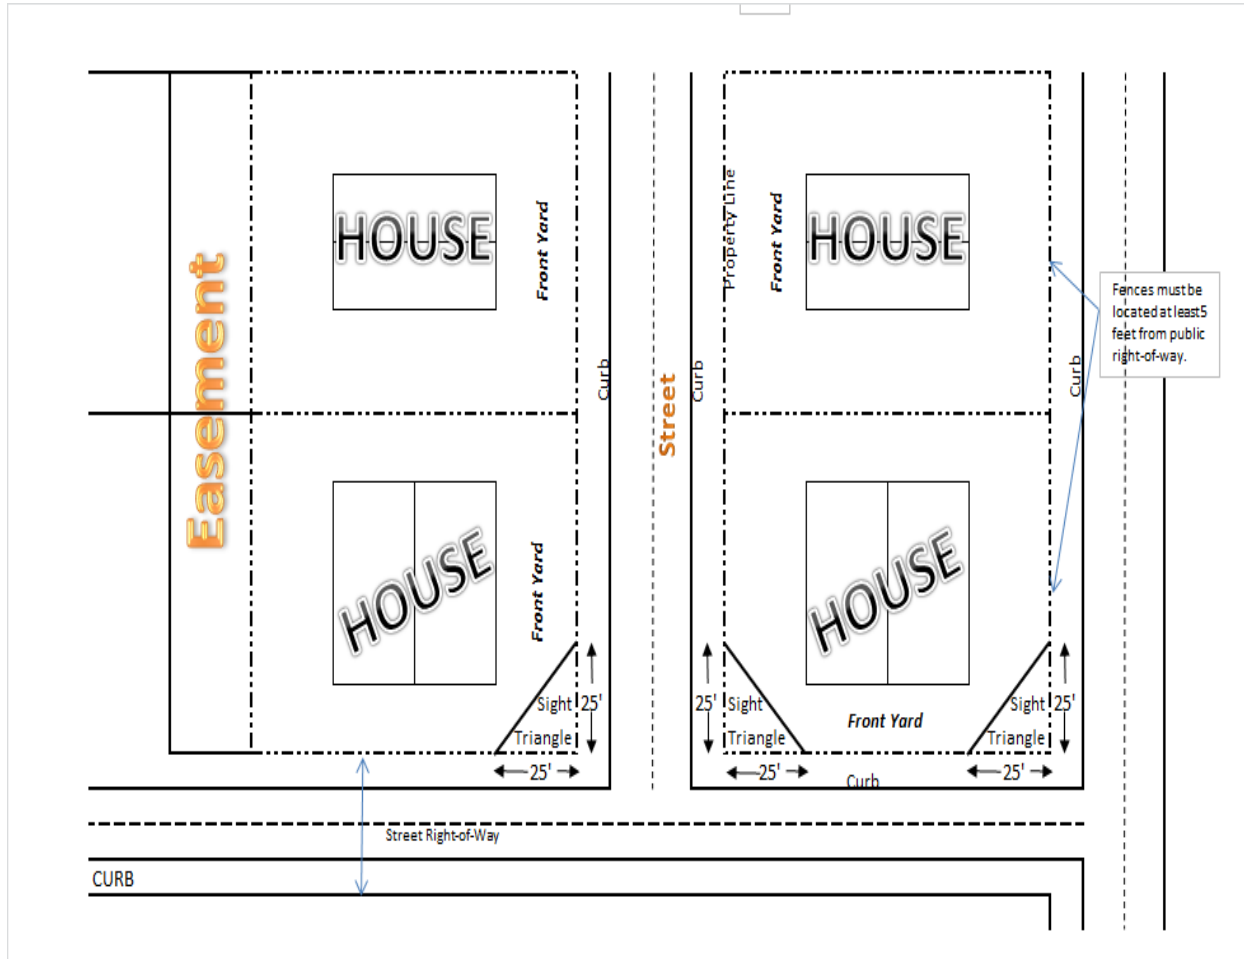 HOUSE
Front Yard
Property Line
Front Yard
HOUSE
Easement
Fences must be
located at least5
feet from public
right-of-way.
Curb
Street
Curb
Curb
HOUSE
Front Yard
HOUSE
Sight
25'
Triangle
25'
25'
Sight
Triangle
25'
Front Yard
Sight
25'
Triangle
25'
Curb
Street Right-of-Way
CURB